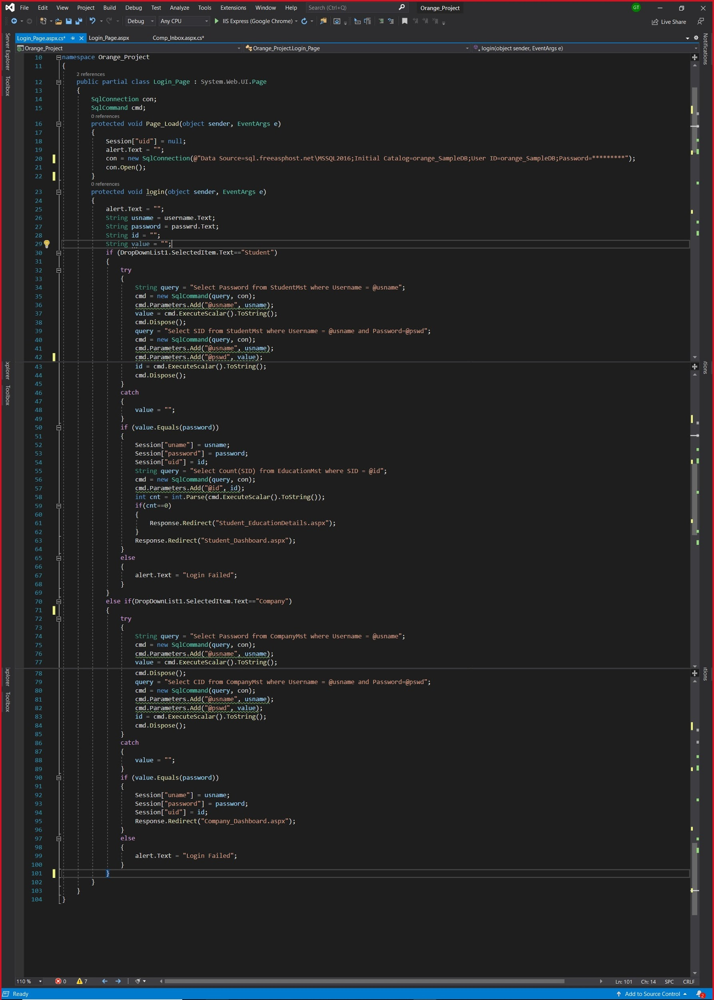 File Edit View Project Build Debug Test Analyze Tools Extensions Window Help Search (Ctrl+Q) Orange_Project GT
Debug Any CPU IIS Express (Google Chrome) Live Share
Server Explorer
Toolbox
Notifications
Login_Page.aspx.cs* Login_Page.aspx Comp_Inbox.aspx.cs*
Orange_Project Orange_Project.Login_Page login(object sender, EventArgs e)
10 namespace Orange_Project
11 {
2 references
12 public partial class Login_Page : System.Web.UI.Page
13 {
14 SqlConnection con;
15 SqlCommand cmd;
0 references
16 protected void Page_Load(object sender, EventArgs e)
17 {
18 Session["uid"] = null;
19 alert.Text = "";
20 con = new SqlConnection(@"Data Source=sql.freeasphost.net\MSSQL2016;Initial Catalog=orange_SampleDB;User ID=orange_SampleDB;Password=*********");
21 con.Open();
22 }
0 references
23 protected void login(object sender, EventArgs e)
24 {
25 alert.Text = "";
26 String usname = username.Text;
27 String password = passwrd.Text;
28 String id = "";
29 String value = "";
30 if (DropDownList1.SelectedItem.Text=="Student")
31 {
32 try
33 {
34 String query = "Select Password from StudentMst where Username = @usname";
35 cmd = new SqlCommand(query, con);
36 cmd.Parameters.Add("@usname", usname);
37 value = cmd.ExecuteScalar().ToString();
38 cmd.Dispose();
39 query = "Select SID from StudentMst where Username = @usname and Password=@pswd";
40 cmd = new SqlCommand(query, con);
41 cmd.Parameters.Add("@usname", usname);
42 cmd.Parameters.Add("@pswd", value);
xplorer
Toolbox
tions
43 id = cmd.ExecuteScalar().ToString();
44 cmd.Dispose();
45 }
46 catch
47 {
48 value = "";
49 }
50 if (value.Equals(password))
51 {
52 Session["uname"] = usname;
53 Session["password"] = password;
54 Session["uid"] = id;
55 String query = "Select Count(SID) from EducationMst where SID = @id";
56 cmd = new SqlCommand(query, con);
57 cmd.Parameters.Add("@id", id);
58 int cnt = int.Parse(cmd.ExecuteScalar().ToString());
59 if(cnt==0)
60 {
61 Response.Redirect("Student_EducationDetails.aspx");
62 }
63 Response.Redirect("Student_Dashboard.aspx");
64 }
65 else
66 {
67 alert.Text = "Login Failed";
68 }
69 }
70 else if(DropDownList1.SelectedItem.Text=="Company")
71 {
72 try
73 {
74 String query = "Select Password from CompanyMst where Username = @usname";
75 cmd = new SqlCommand(query, con);
76 cmd.Parameters.Add("@usname", usname);
77 value = cmd.ExecuteScalar().ToString();
xplorer
Toolbox
tions
78 cmd.Dispose();
79 query = "Select CID from CompanyMst where Username = @usname and Password=@pswd";
80 cmd = new SqlCommand(query, con);
81 cmd.Parameters.Add("@usname", usname);
82 cmd.Parameters.Add("@pswd", value);
83 id = cmd.ExecuteScalar().ToString();
84 cmd.Dispose();
85 }
86 catch
87 {
88 value = "";
89 }
90 if (value.Equals(password))
91 {
92 Session["uname"] = usname;
93 Session["password"] = password;
94 Session["uid"] = id;
95 Response.Redirect("Company_Dashboard.aspx");
96 }
97 else
98 {
99 alert.Text = "Login Failed";
100 }
101 }
102 }
103 }
104 }
110 % 0 7 Ln: 101 Ch: 14 SPC CRLF
Ready Add to Source Control 2